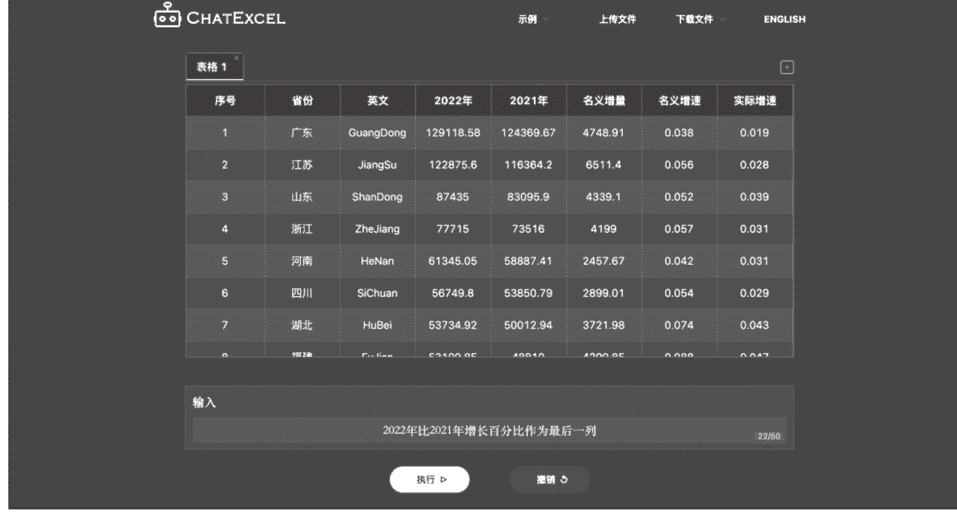 CHATEXCEL 示例 上传文件 下载文件 ENGLISH
表格 1
序号 省份 英文 2022年 2021年 名义增量 名义增速 实际增速
1 广东 GuangDong 129118.58 124369.67 4748.91 0.038 0.019
2 江苏 JiangSu 122875.6 116364.2 6511.4 0.056 0.028
3 山东 ShanDong 87435 83095.9 4339.1 0.052 0.039
4 浙江 ZheJiang 77715 73516 4199 0.057 0.031
5 河南 HeNan 61345.05 58887.41 2457.67 0.042 0.031
6 四川 SiChuan 56749.8 53850.79 2899.01 0.054 0.029
7 湖北 HuBei 53734.92 50012.94 3721.98 0.074 0.043
输入
2022年比2021年增长百分比作为最后一列
22/50
执行 撤销